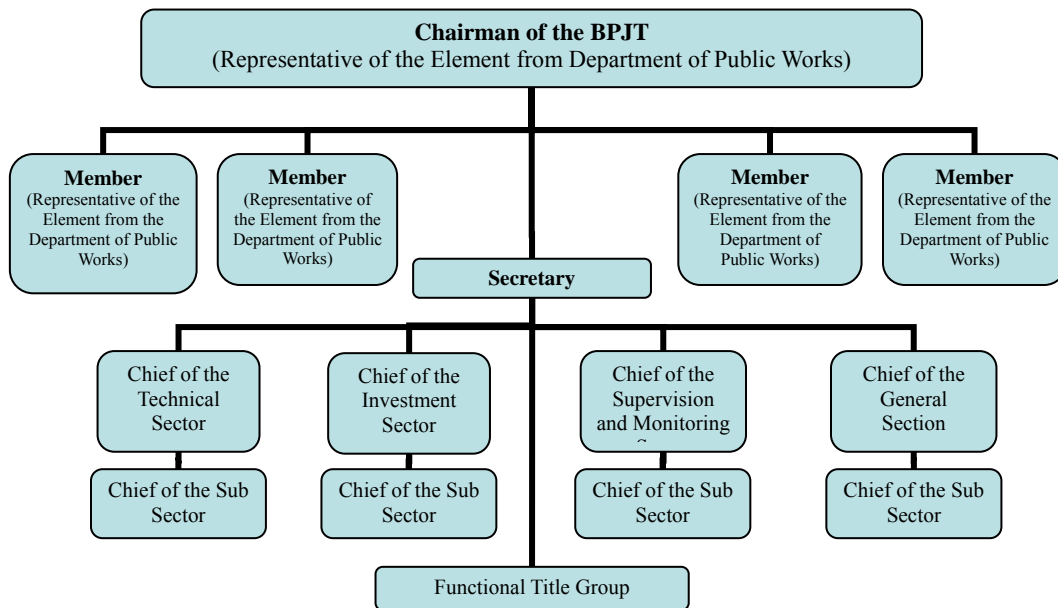 Chairman of the BPJT
(Representative of the Element from Department of Public Works)
Member
(Representative of the
Element from the
Department of Public
Works)
Member
(Representative of
the Element from the
Department of Public
Works)
Member
(Representative of the
Element from the
Department of
Public Works)
Member
(Representative of the
Element from the
Department of Public
Works)
Secretary
Chief of the
Technical
Sector
Chief of the
Investment
Sector
Chief of the
Supervision
and Monitoring
Chief of the
General
Section
Chief of the Sub
Sector
Chief of the Sub
Sector
Chief of the Sub
Sector
Chief of the Sub
Sector
Functional Title Group